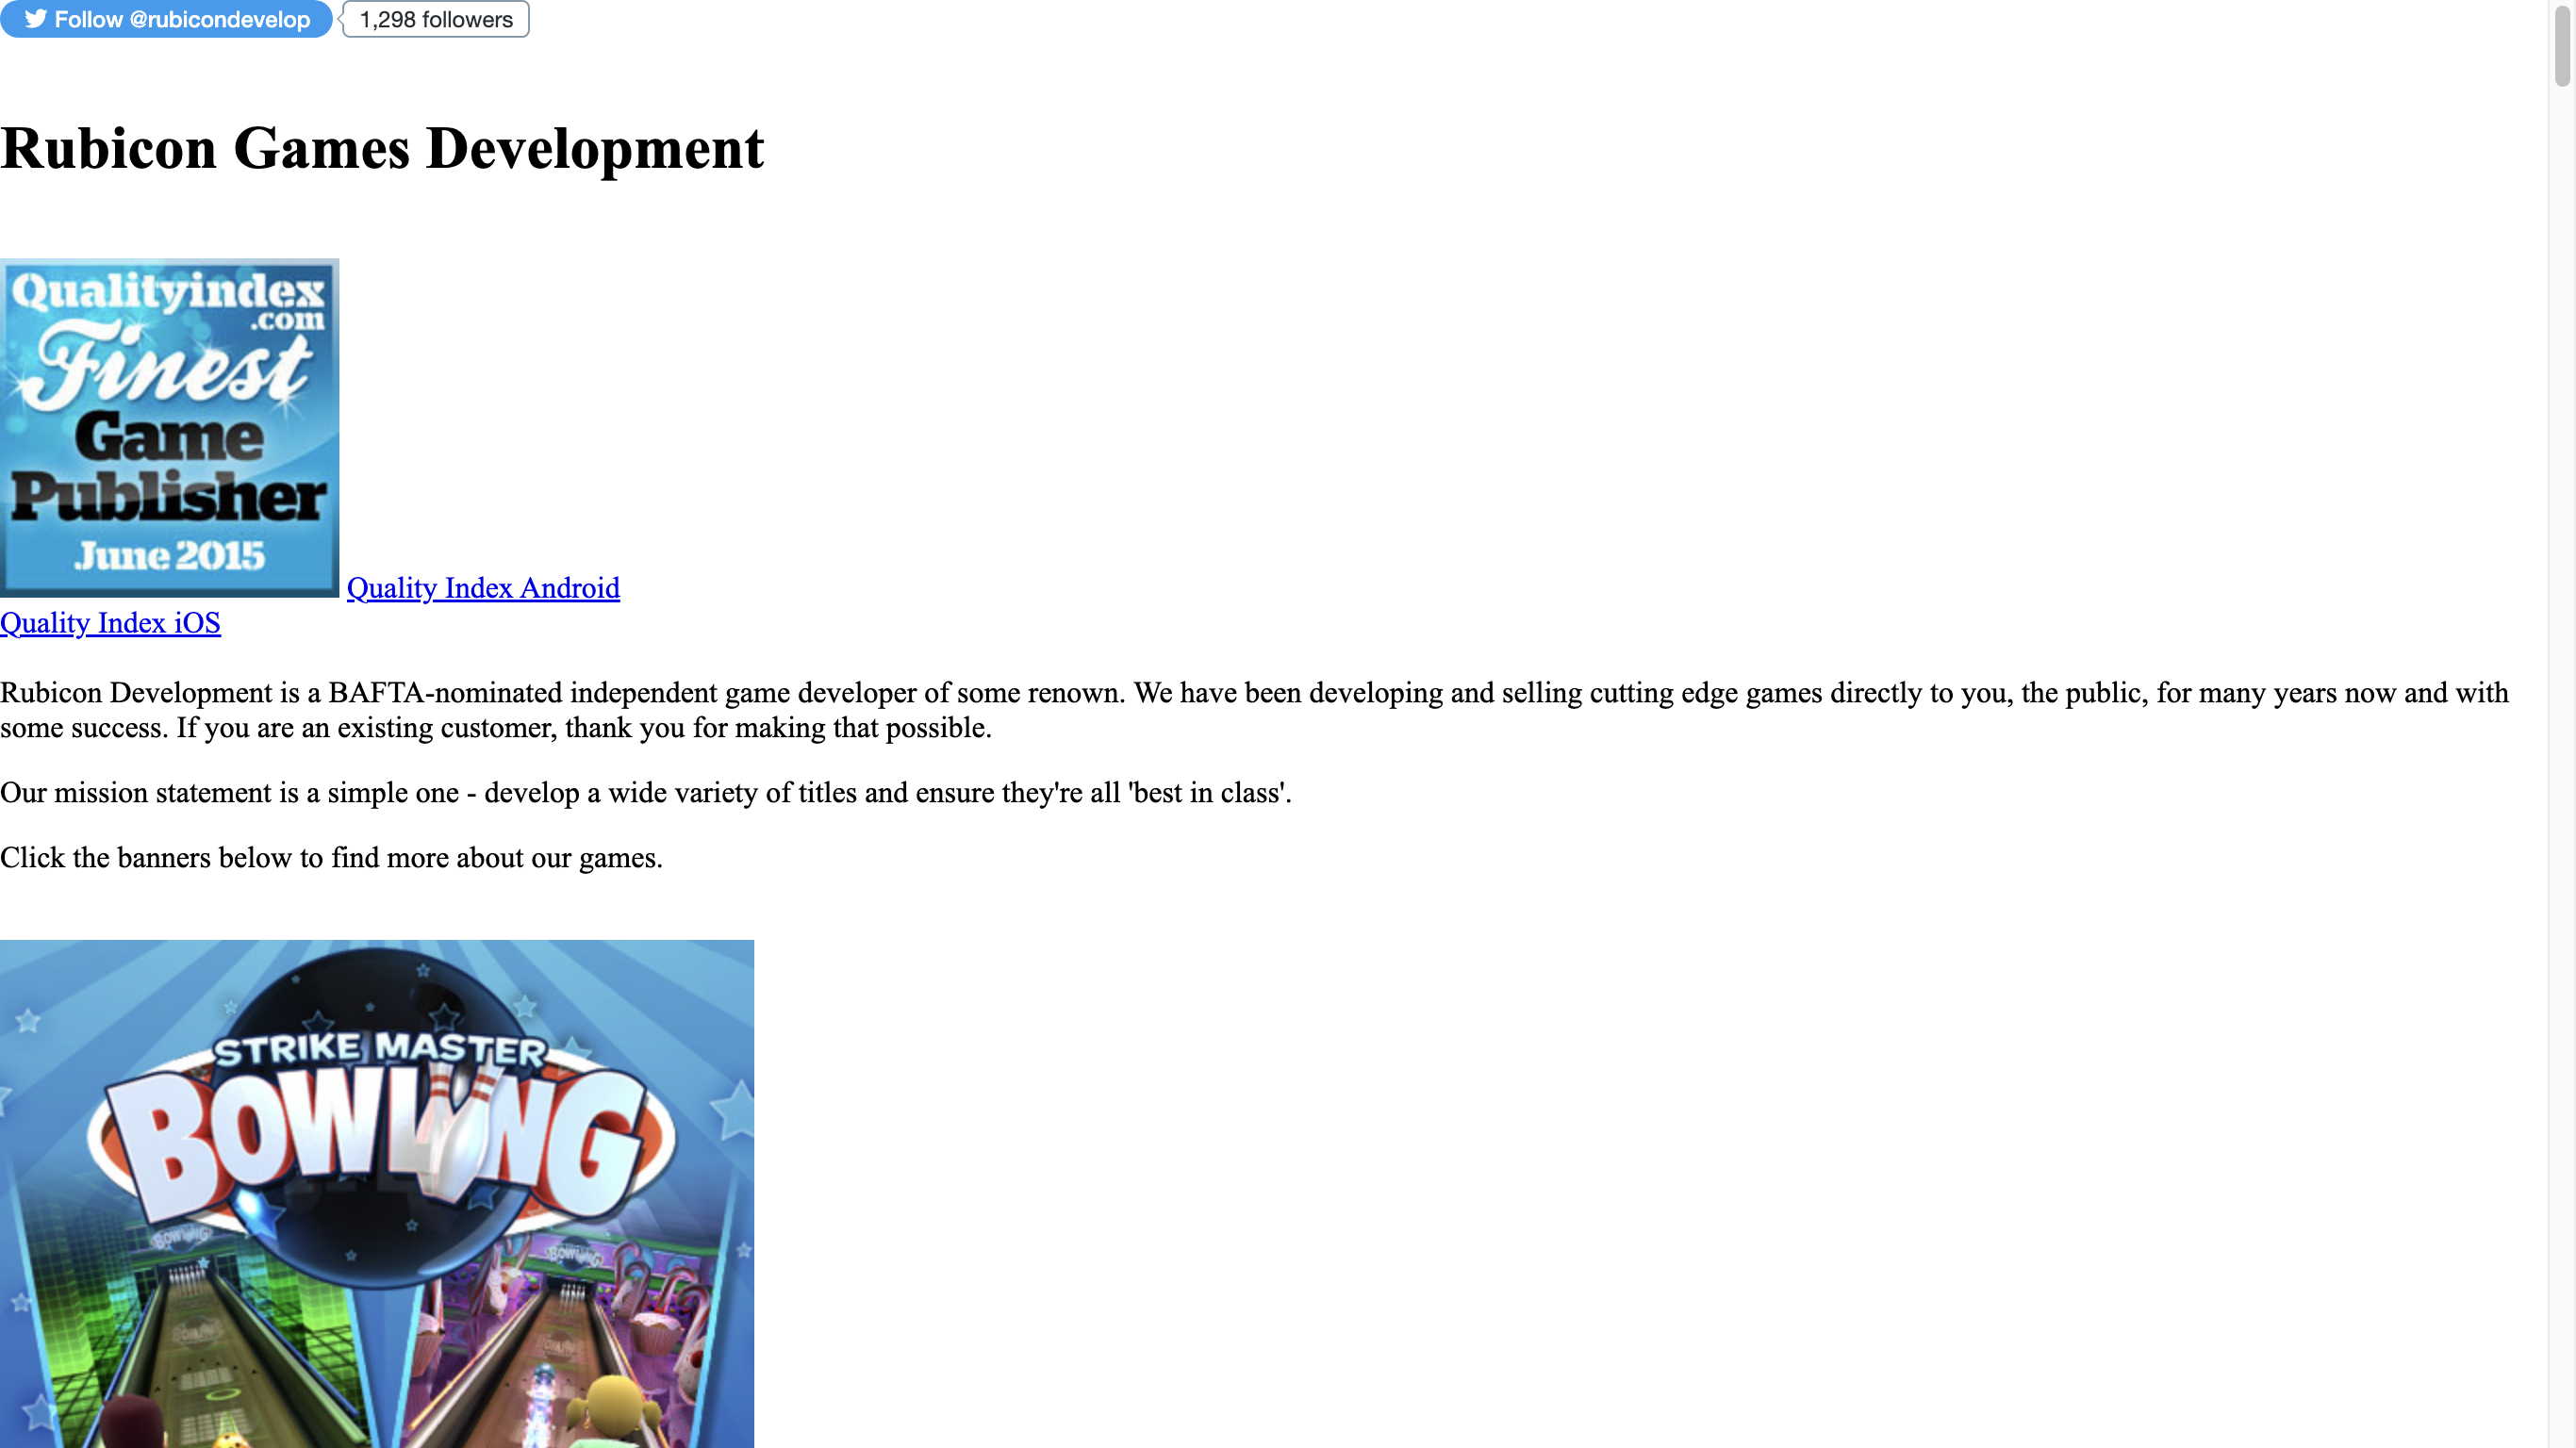 Follow @rubicondevelop
1,298 followers
Rubicon Games Development
Qualityindex
.com
Finest
Game
Publisher
June 2015
Quality Index Android
Quality Index iOS
Rubicon Development is a BAFTA-nominated independent game developer of some renown. We have been developing and selling cutting edge games directly to you, the public, for many years now and with
some success. If you are an existing customer, thank you for making that possible.
Our mission statement is a simple one - develop a wide variety of titles and ensure they're all 'best in class'.
Click the banners below to find more about our games.
STRIKE MASTER
BOWLING
BOWLING
BOWLING